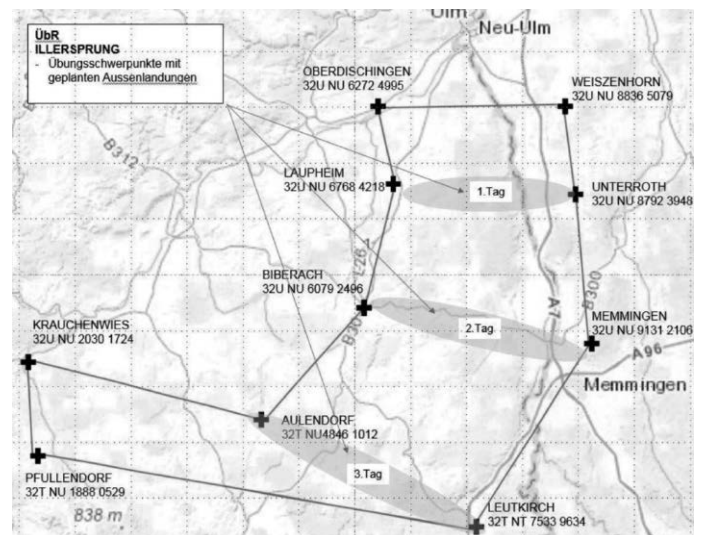 ÜbR
ILLERSPRUNG
- Übungsschwerpunkte mit
geplanten Aussenlandungen
Ulm
Neu-Ulm
OBERDISCHINGEN
32U NU 6272 4995
WEISZENHORN
32U NU 8836 5079
B312
LAUPHEIM
32U NU 6768 4218
1.Tag
UNTERROTH
32U NU 8792 3948
BIBERACH
32U NU 6079 2496
A7
B300
2.Tag
MEMMINGEN
32U NU 9131 2106
A96
Memmingen
KRAUCHENWIES
32U NU 2030 1724
AULENDORF
32T NU4846 1012
3.Tag
PFULLENDORF
32T NU 1888 0529
838 m
LEUTKIRCH
32T NT 7533 9634